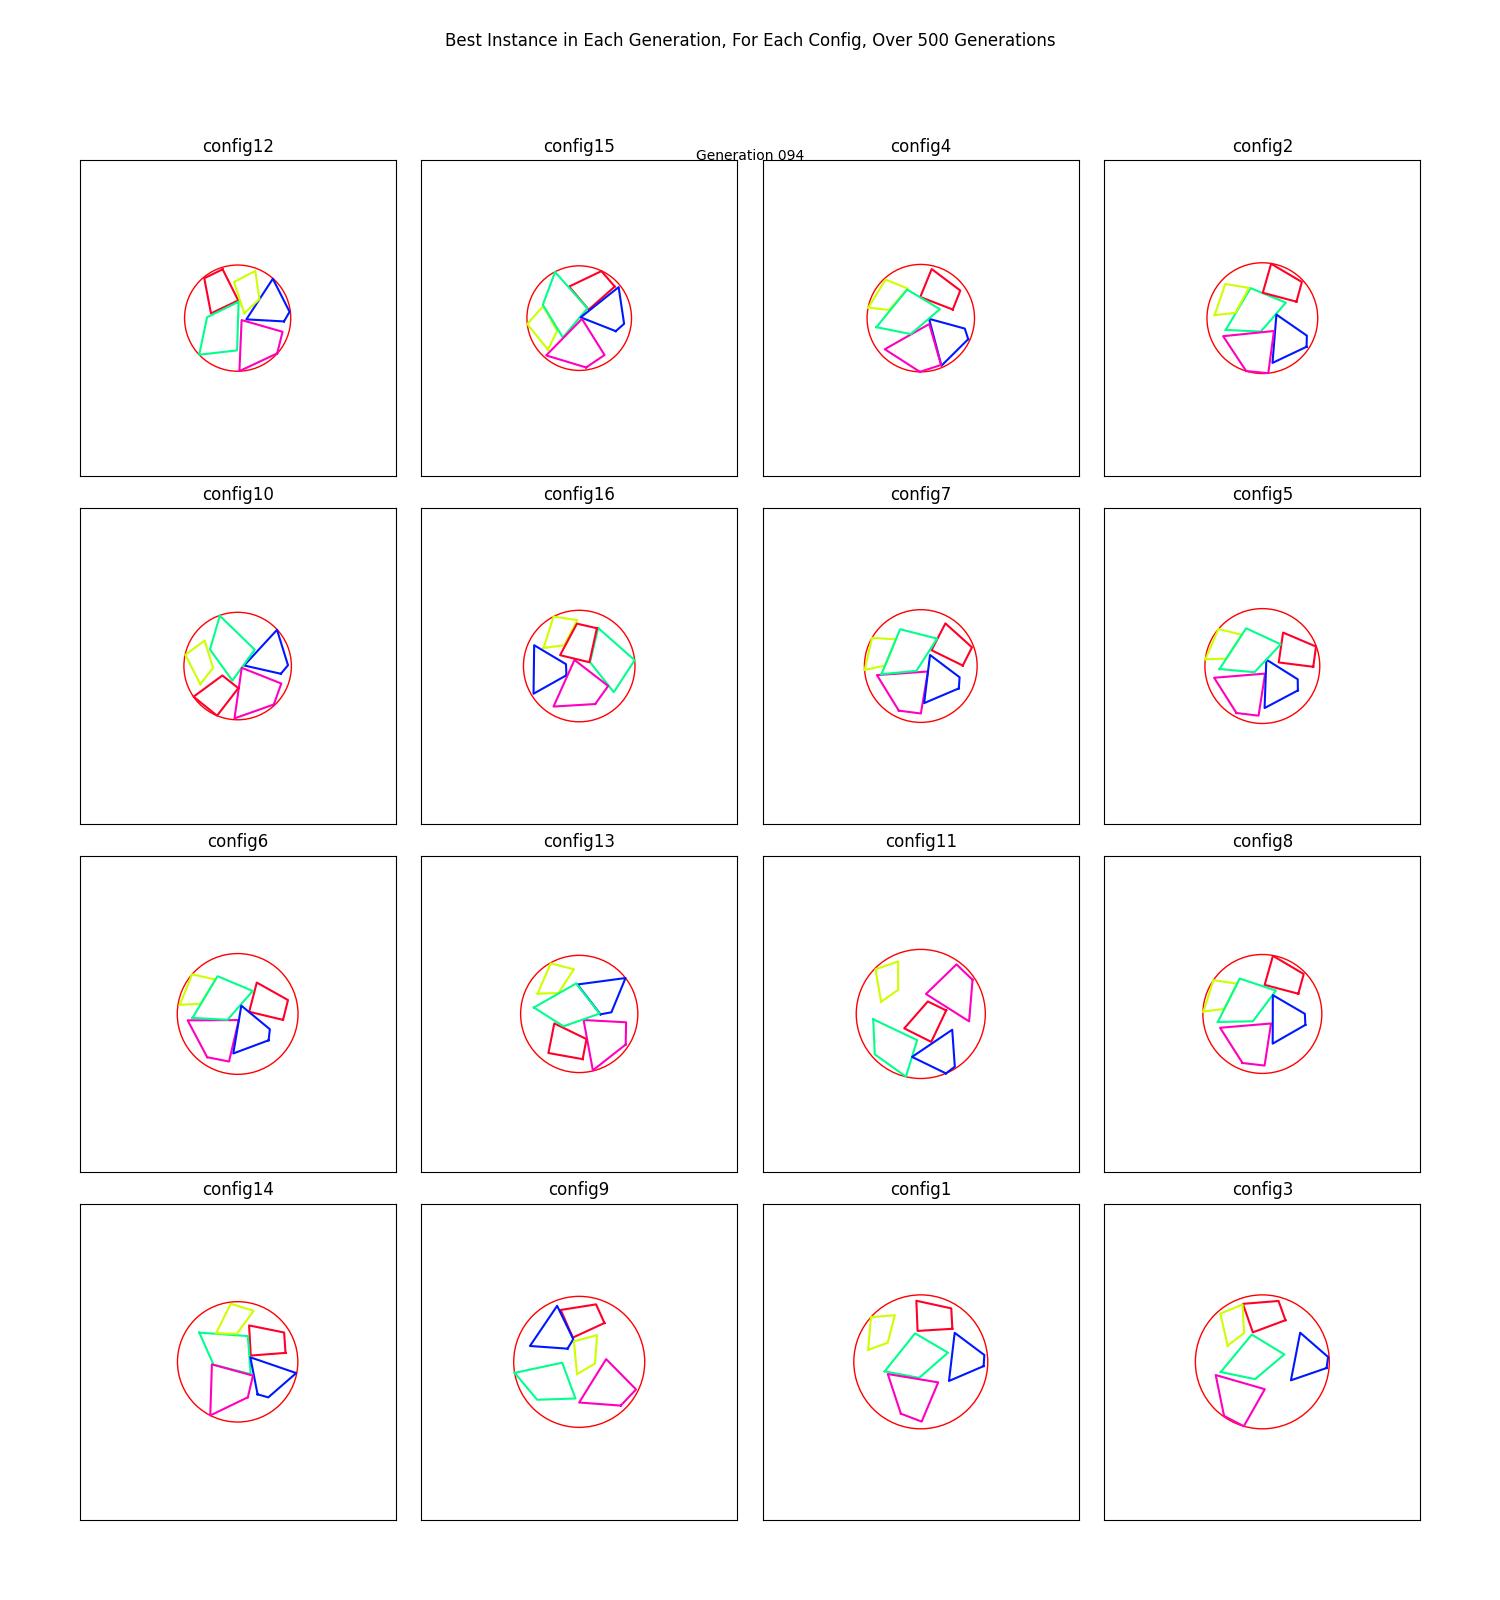 Best Instance in Each Generation, For Each Config, Over 500 Generations
Generation 094
config12
config15
config4
config2
config10
config16
config7
config5
config6
config13
config11
config8
config14
config9
config1
config3